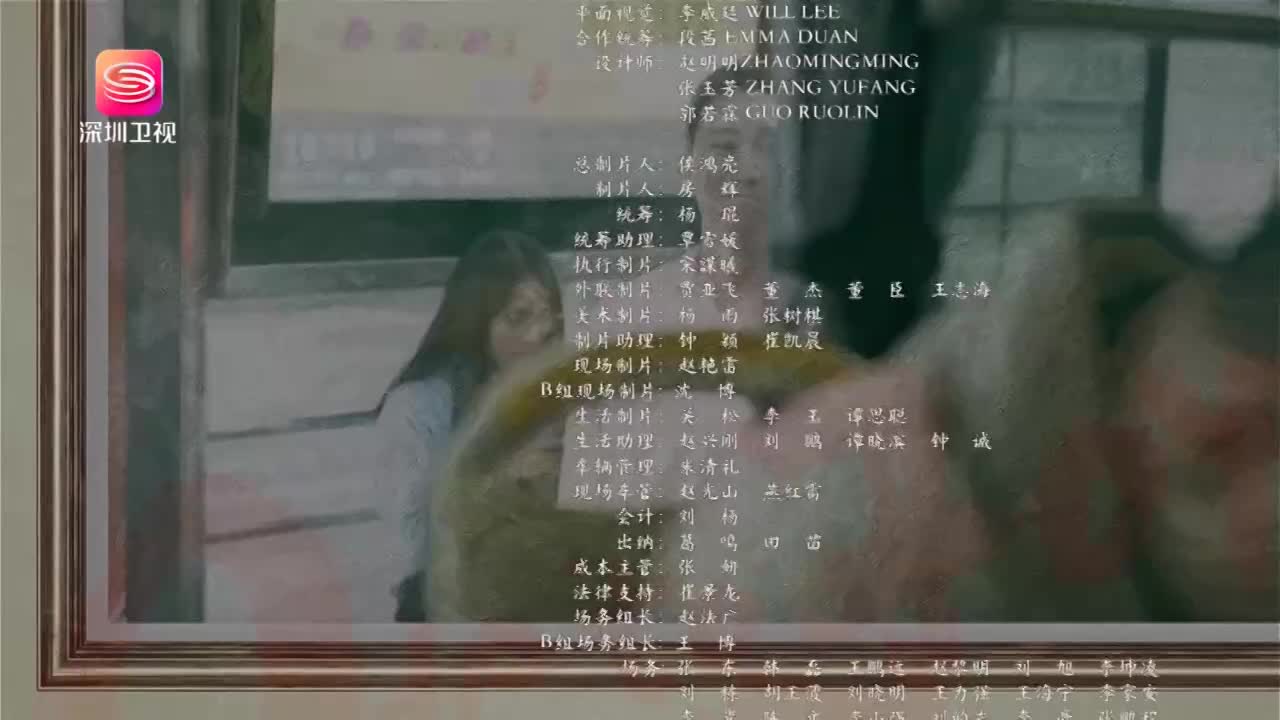 平面视觉: 李威廷 WILL LEE
合作统筹: 段茜 EMMA DUAN
设计师: 赵明明ZHAOMINGMING
张玉芳 ZHANG YUFANG
郭若霖 GUO RUOLIN
深圳卫视
总制片人: 侯鸿亮
制片人: 房 辉
统筹: 杨 琨
统筹助理: 覃雪媛
执行制片:
外联制片: 贾亚飞 董 杰 董 臣 王志海
美术制片: 杨 雨 张树棋
制片助理: 钟 颖 崔凯晨
现场制片: 赵艳雷
B组现场制片: 沈 博
生活制片: 关 松 李 玉 谭思聪
生活助理: 赵兴刚 刘 鹏 谭晓滨 钟 诚
车辆管理: 朱清礼
现场车管: 赵光山 燕红雷
会计: 刘 杨
出纳: 葛 鸣 田 苗
成本主管: 张 妍
法律支持: 崔景龙
场务组长: 赵法广
B组场务组长: 王 博
场务: 张 东 韩 磊 王鹏远 赵黎明 刘 旭 李坤凌
刘 栋 胡玉霞 刘晓明 王力强 王海宁 李家安